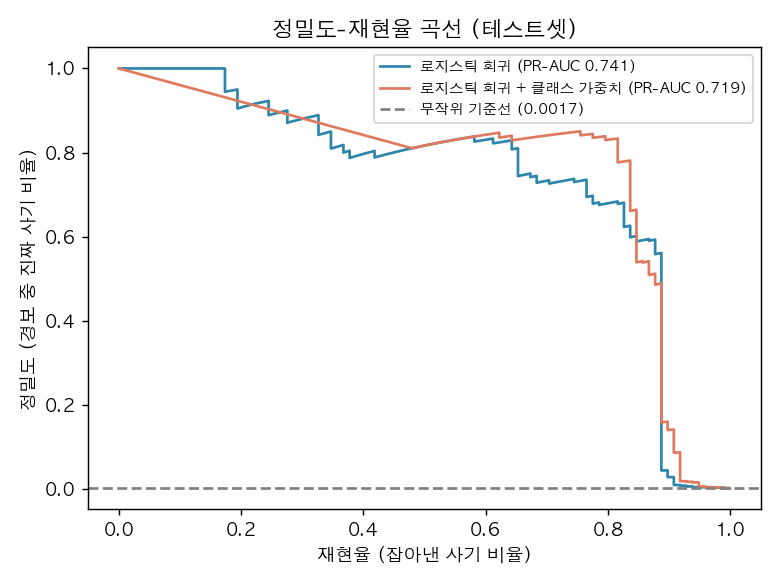 정밀도-재현율 곡선 (테스트셋)
로지스틱 회귀 (PR-AUC 0.741)
로지스틱 회귀 + 클래스 가중치 (PR-AUC 0.719)
무작위 기준선 (0.0017)
정밀도 (경보 중 진짜 사기 비율)
1.0
0.8
0.6
0.4
0.2
0.0
0.0 0.2 0.4 0.6 0.8 1.0
재현율 (잡아낸 사기 비율)